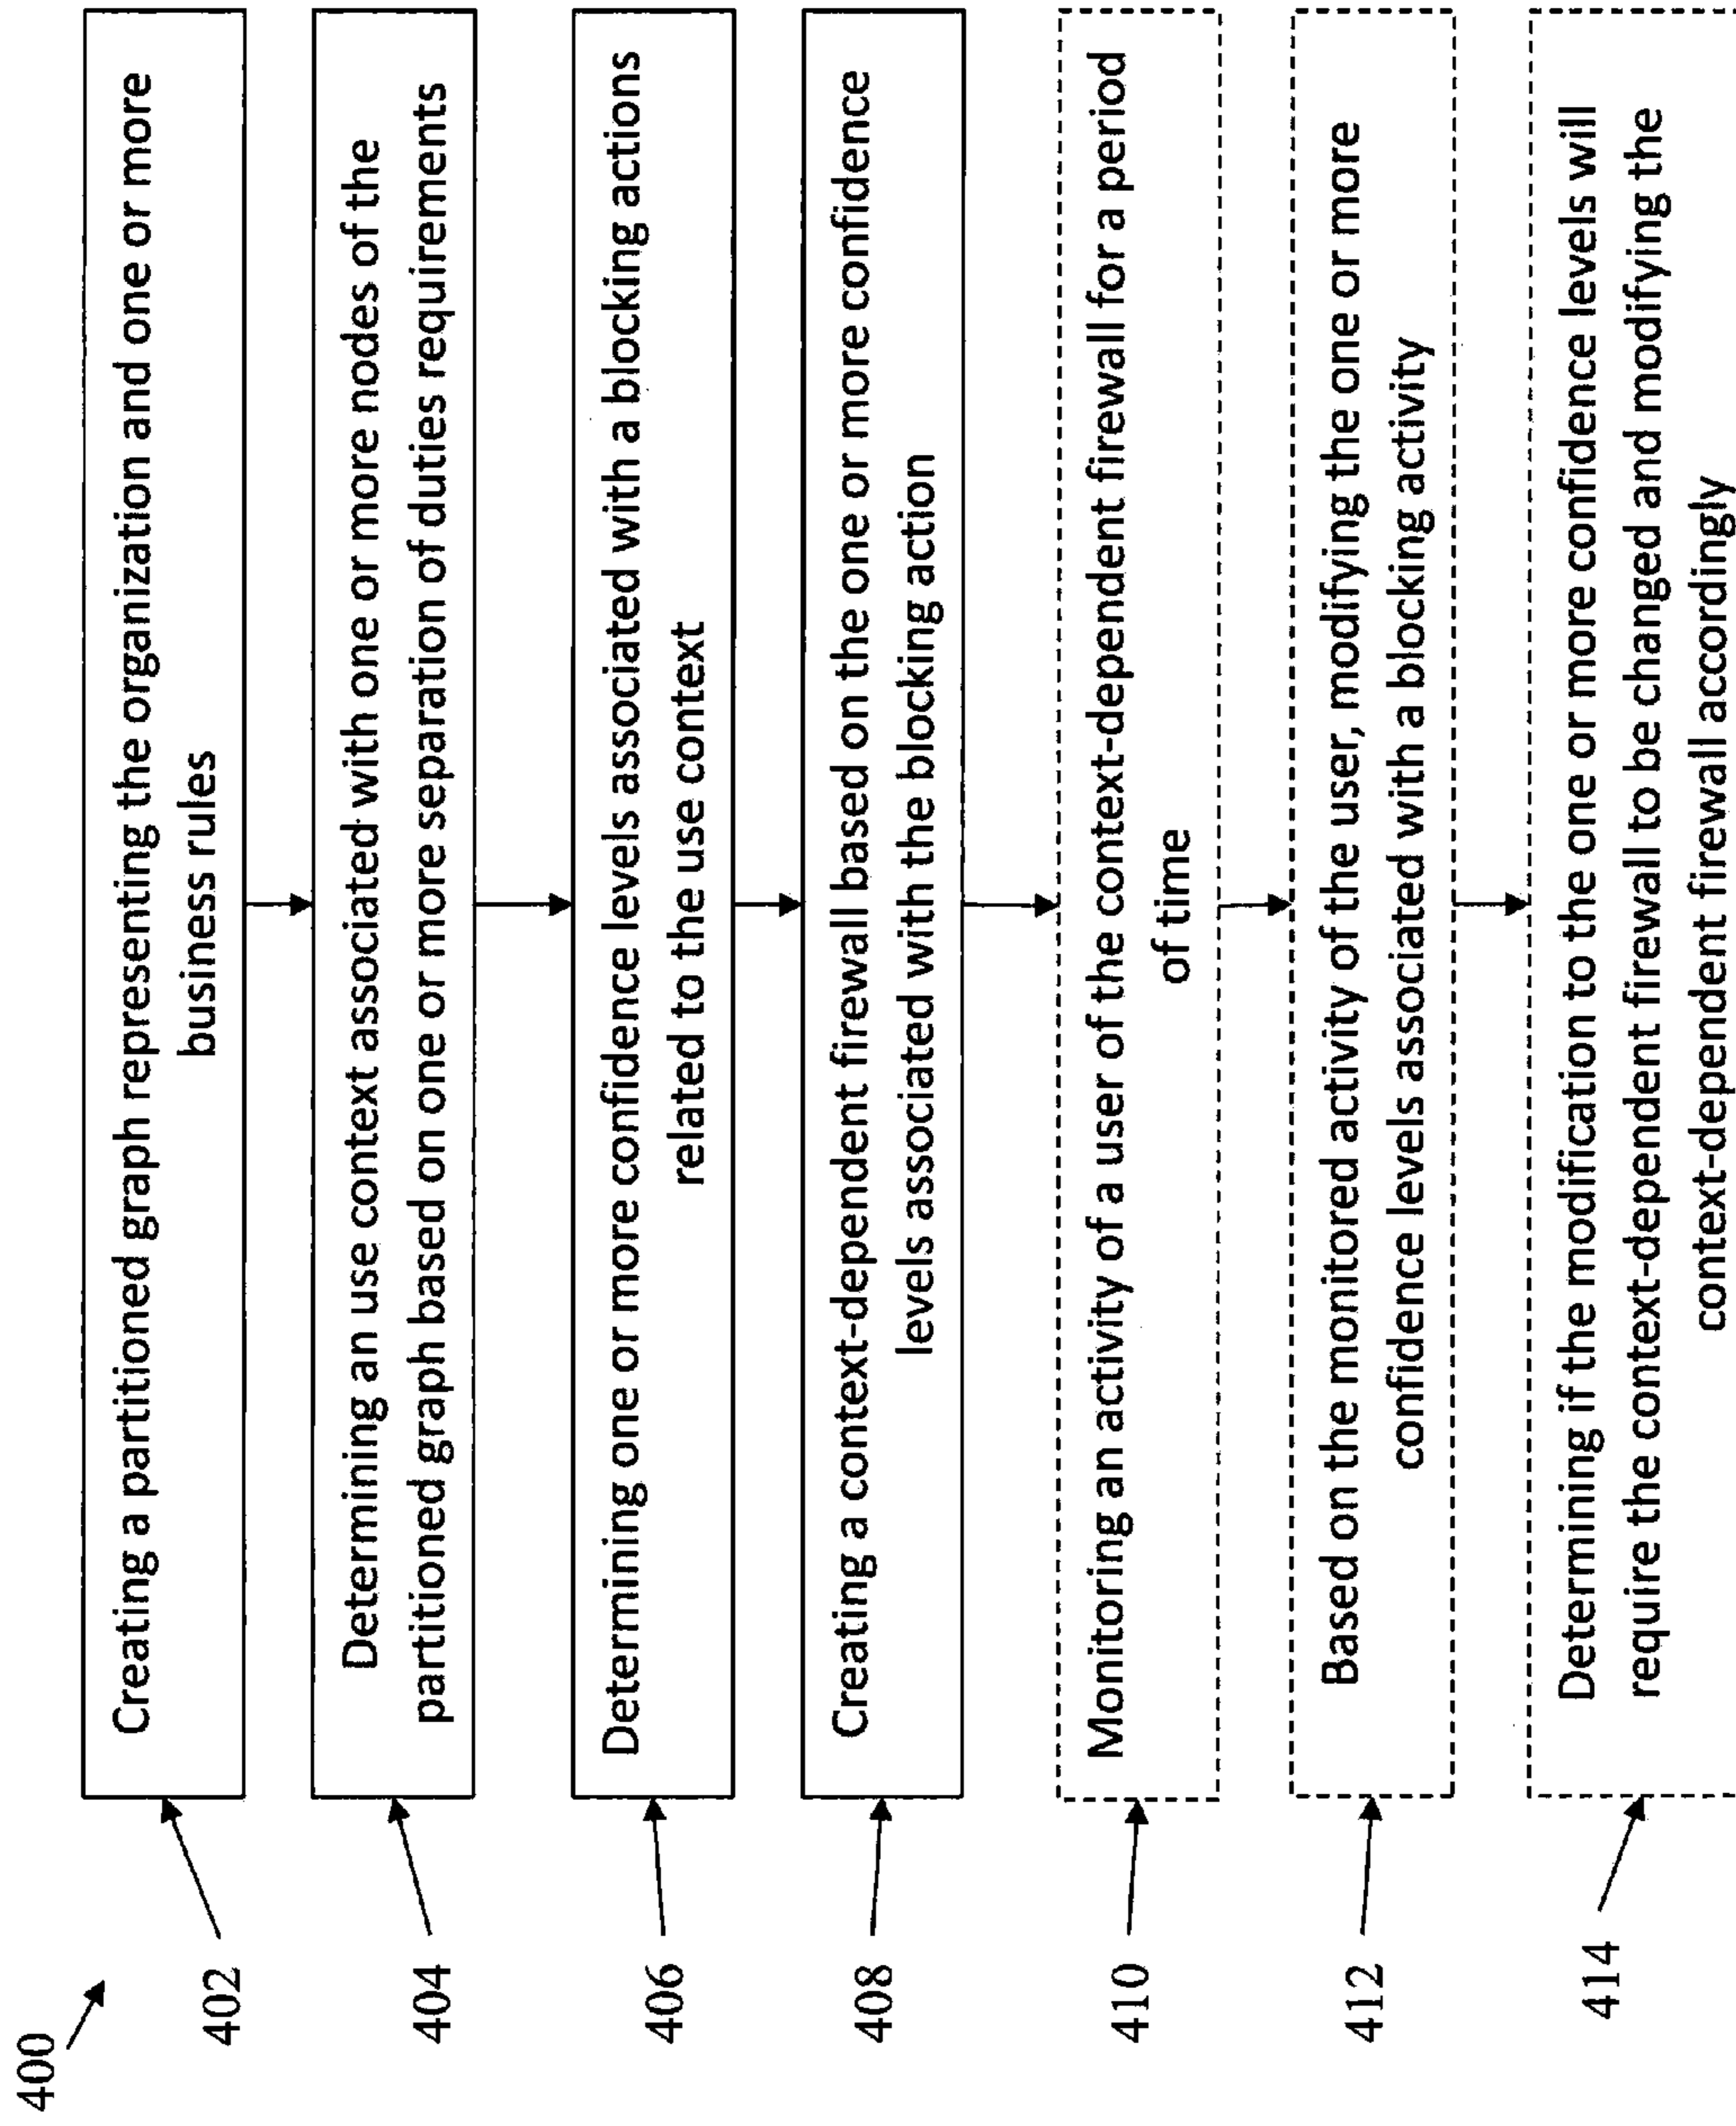 400
402
Creating a partitioned graph representing the organization and one or more
business rules
404
Determining an use context associated with one or more nodes of the
partitioned graph based on one or more separation of duties requirements
406
Determining one or more confidence levels associated with a blocking actions
related to the use context
408
Creating a context-dependent firewall based on the one or more confidence
levels associated with the blocking action
410
Monitoring an activity of a user of the context-dependent firewall for a period
of time
412
Based on the monitored activity of the user, modifying the one or more
confidence levels associated with a blocking activity
414
Determining if the modification to the one or more confidence levels will
require the context-dependent firewall to be changed and modifying the
context-dependent firewall accordingly